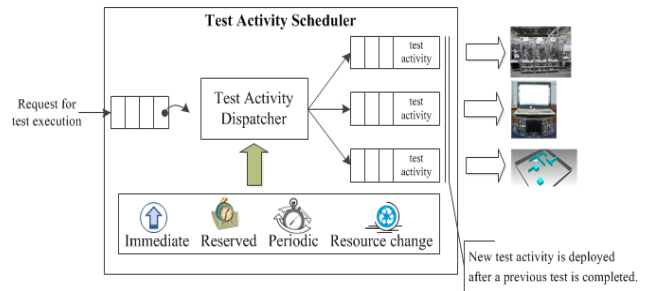 Test Activity Scheduler
Request for
test execution
Test Activity
Dispatcher
test
activity
test
activity
test
activity
Immediate Reserved Periodic Resource change
New test activity is deployed
after a previous test is completed.